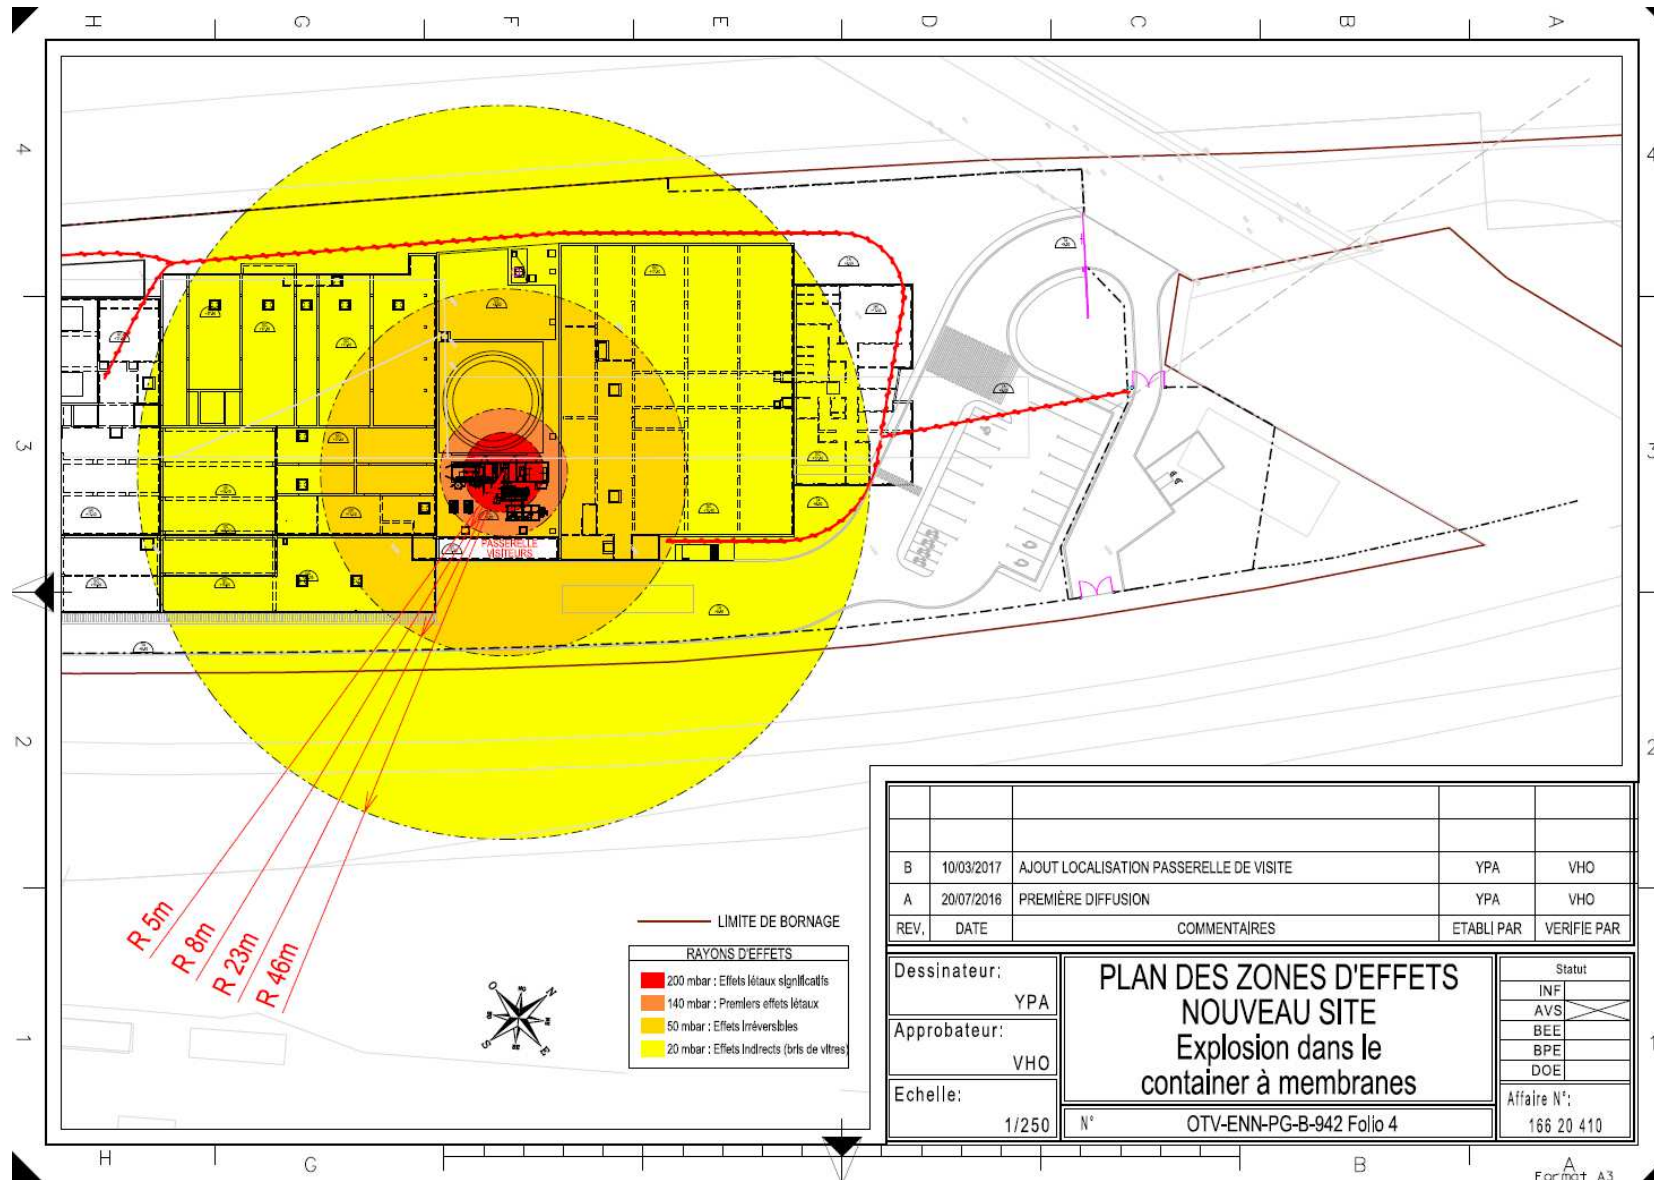 H G F E D C B A
4 4
3 3
2 2
1 1
PASSERELLE
VISITEURS
R 5m
R 8m
R 23m
R 46m
LIMITE DE BORNAGE
RAYONS D'EFFETS
200 mbar : Effets létaux significatifs
140 mbar : Premiers effets létaux
50 mbar : Effets Irréversibles
20 mbar : Effets Indirects (bris de vitres)
N
E
S
O
B 10/03/2017 AJOUT LOCALISATION PASSERELLE DE VISITE YPA VHO
A 20/07/2016 PREMIÈRE DIFFUSION YPA VHO
REV. DATE COMMENTAIRES ETABLI PAR VERIFIE PAR
Dessinateur:
YPA
Approbateur:
VHO
Echelle:
1/250
PLAN DES ZONES D'EFFETS
NOUVEAU SITE
Explosion dans le
container à membranes
N° OTV-ENN-PG-B-942 Folio 4
Statut
INF
AVS
BEE
BPE
DOE
Affaire N°:
166 20 410
H G B A
Format A3